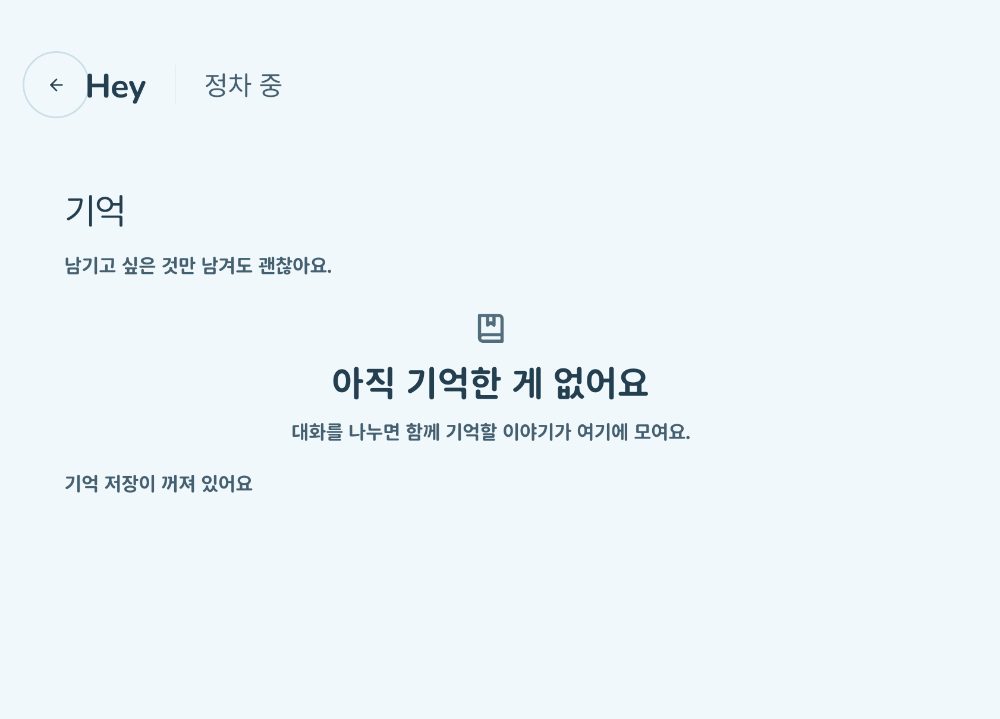 Hey 정차 중
기억
남기고 싶은 것만 남겨도 괜찮아요.
아직 기억한 게 없어요
대화를 나누면 함께 기억할 이야기가 여기에 모여요.
기억 저장이 꺼져 있어요